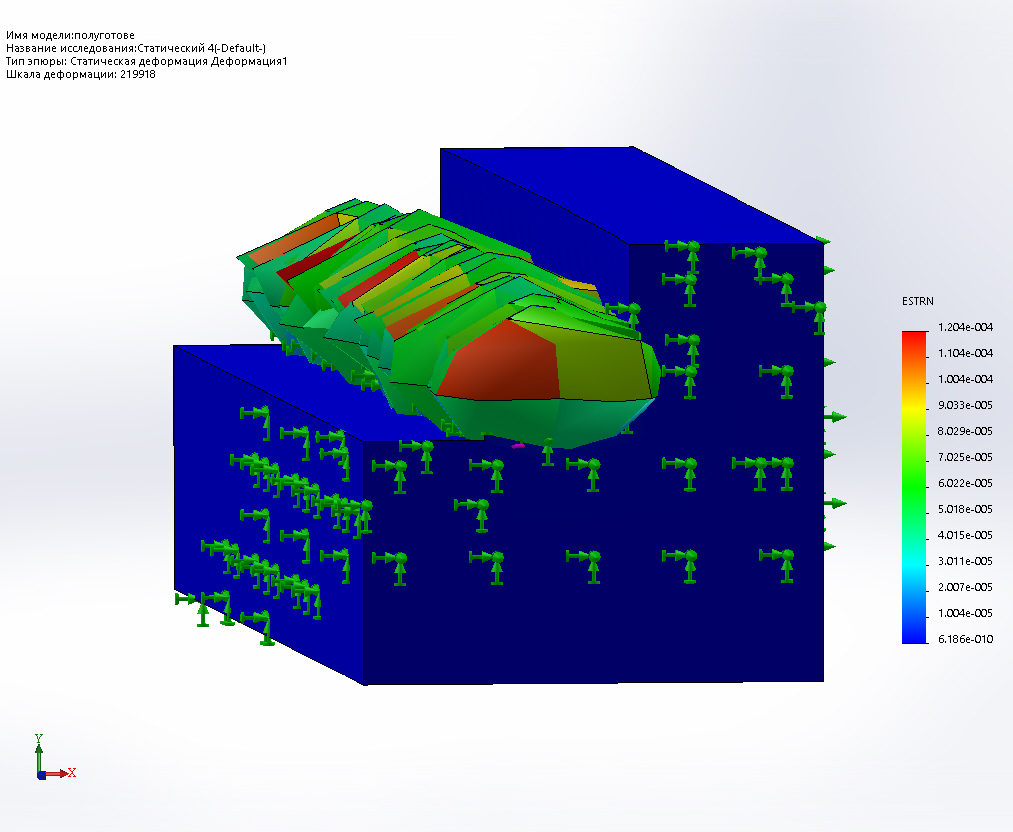 Имя модели:полуготове
Название исследования:Статический 4(-Default-)
Тип эпюры: Статическая деформация Деформация1
Шкала деформации: 219918
ESTRN
1.204e-004
1.104e-004
1.004e-004
9.033e-005
8.029e-005
7.025e-005
6.022e-005
5.018e-005
4.015e-005
3.011e-005
2.007e-005
1.004e-005
6.186e-010
Y
X